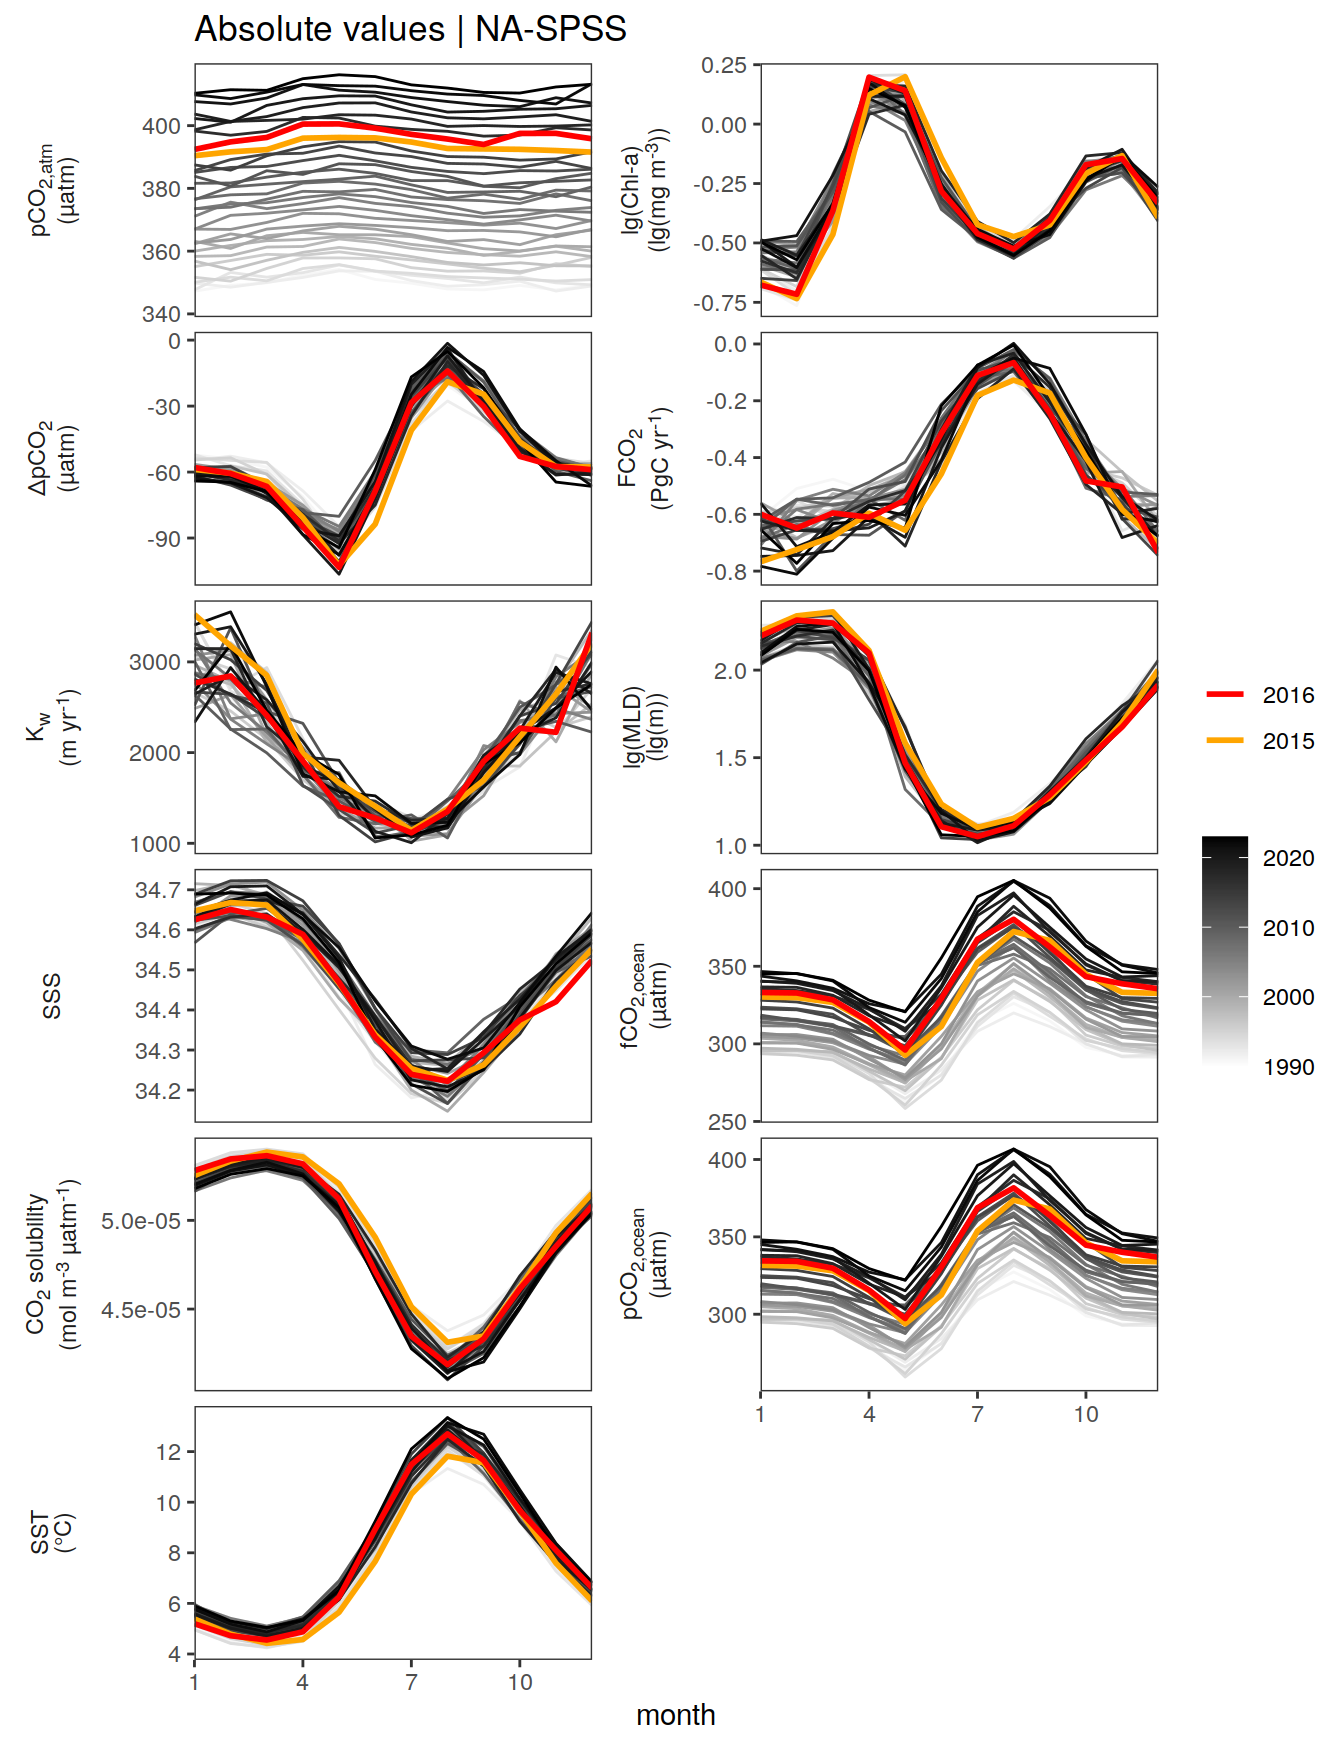 Absolute values | NA-SPSS
pCO2,atm
(µatm)
400
380
360
340
lg(Chl-a)
(lg(mg m-3))
0.25
0.00
-0.25
-0.50
-0.75
ΔpCO2
(µatm)
0
-30
-60
-90
FCO2
(PgC yr-1)
0.0
-0.2
-0.4
-0.6
-0.8
Kw
(m yr-1)
3000
2000
1000
lg(MLD)
(lg(m))
2.0
1.5
1.0
SSS
34.7
34.6
34.5
34.4
34.3
34.2
fCO2,ocean
(µatm)
400
350
300
250
CO2 solubility
(mol m-3 µatm-1)
5.0e-05
4.5e-05
pCO2,ocean
(µatm)
400
350
300
1 4 7 10
SST
(°C)
12
10
8
6
4
1 4 7 10
month
2016
2015
2020
2010
2000
1990